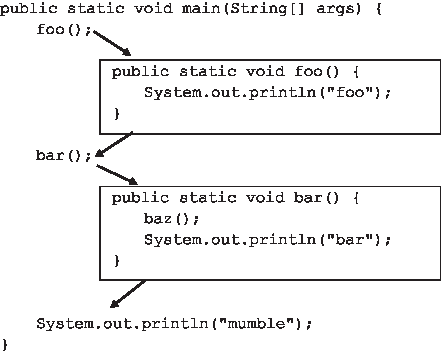 public static void main(String[] args) {
foo();
public static void foo() {
System.out.println("foo");
}
bar();
public static void bar() {
baz();
System.out.println("bar");
}
System.out.println("mumble");
}